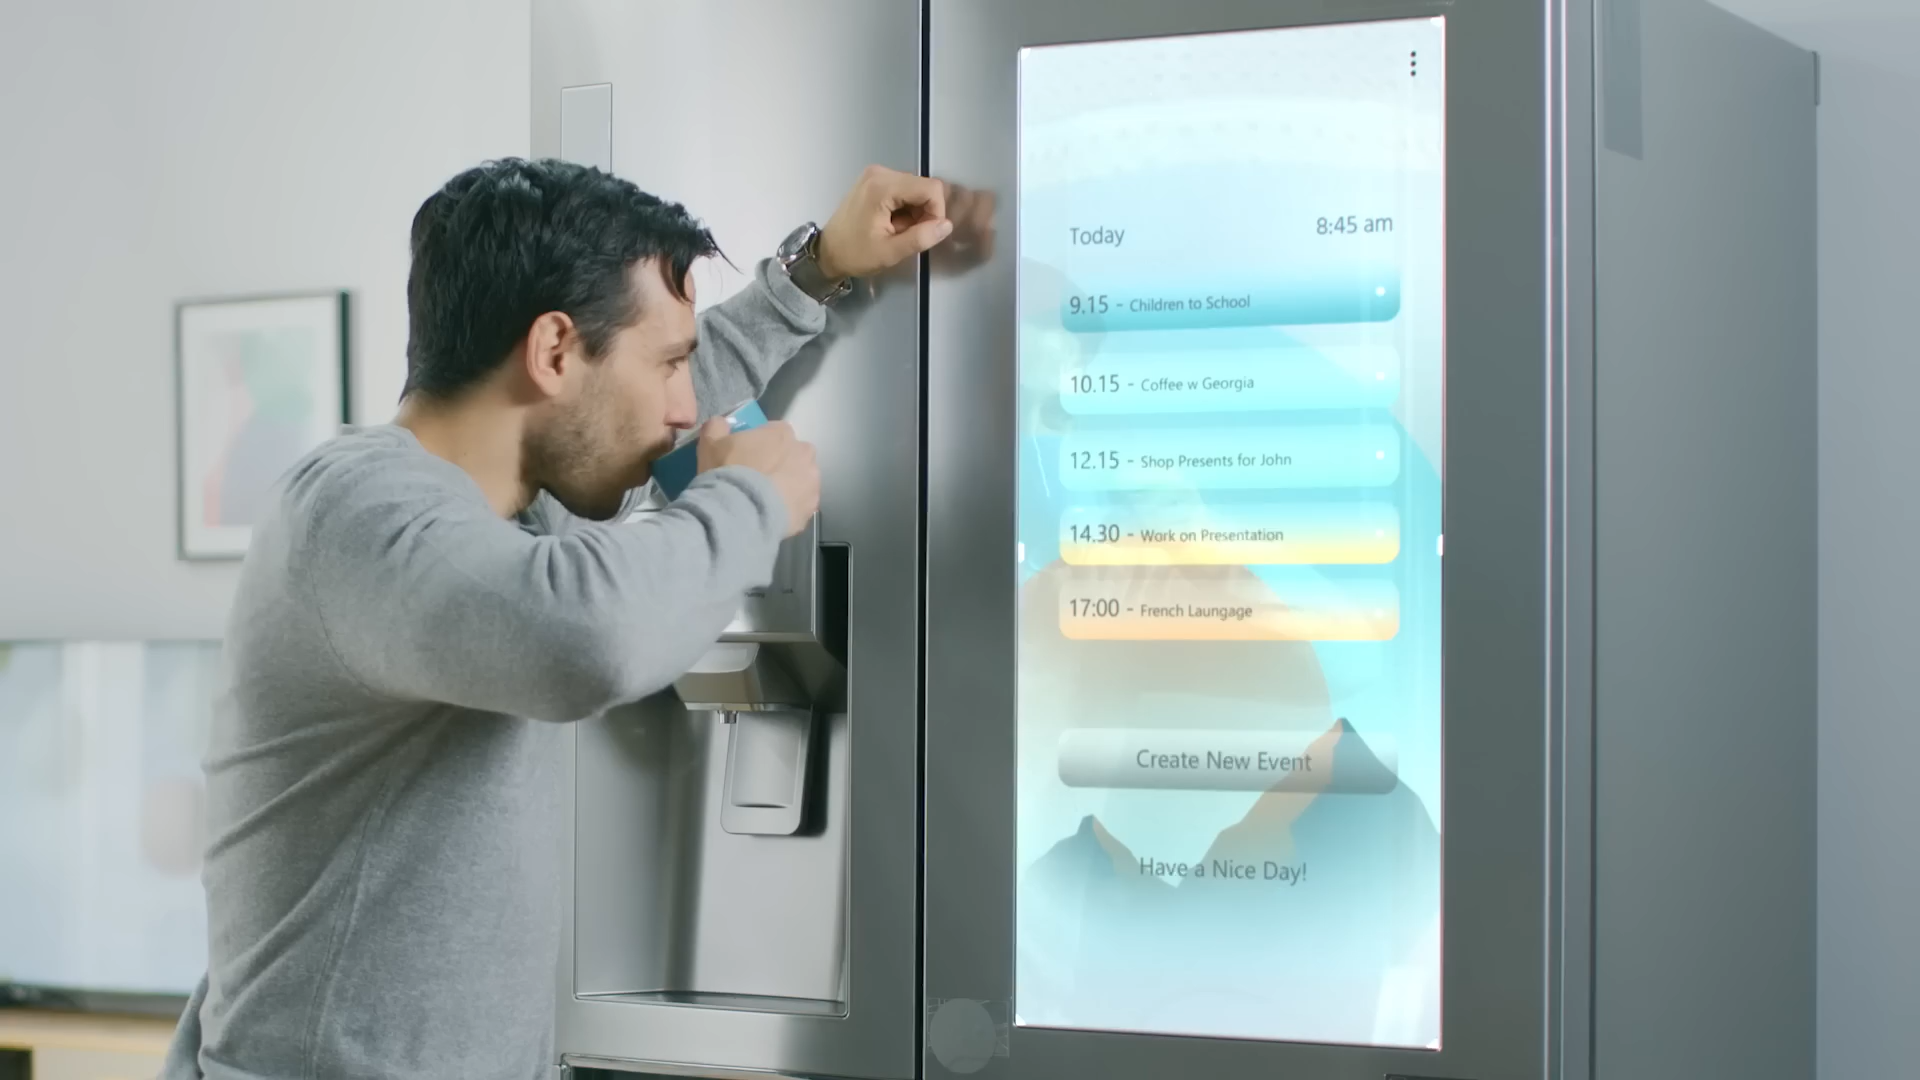 Today 8:45 am
9.15 - Children to School
10.15 - Coffee w Georgia
12.15 - Shop Presents for John
14.30 - Work on Presentation
17:00 - French Laungage
Create New Event
Have a Nice Day!